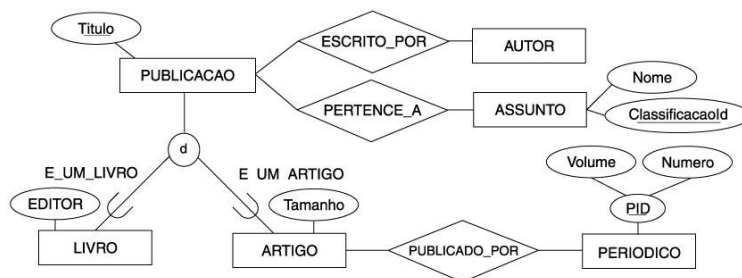 Titulo
ESCRITO_POR
AUTOR
PUBLICACAO
Nome
PERTENCE_A
ASSUNTO
ClassificacaoId
d
E_UM_LIVRO
E UM ARTIGO
Volume
Numero
EDITOR
Tamanho
PID
LIVRO
ARTIGO
PUBLICADO_POR
PERIODICO